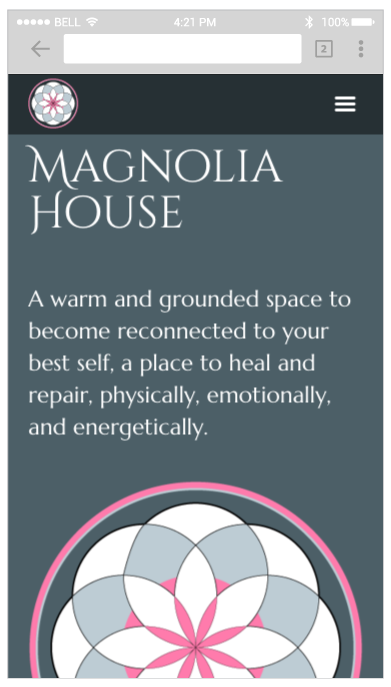 BELL 4:21 PM 100%
2
Magnolia
House
A warm and grounded space to
become reconnected to your
best self, a place to heal and
repair, physically, emotionally,
and energetically.